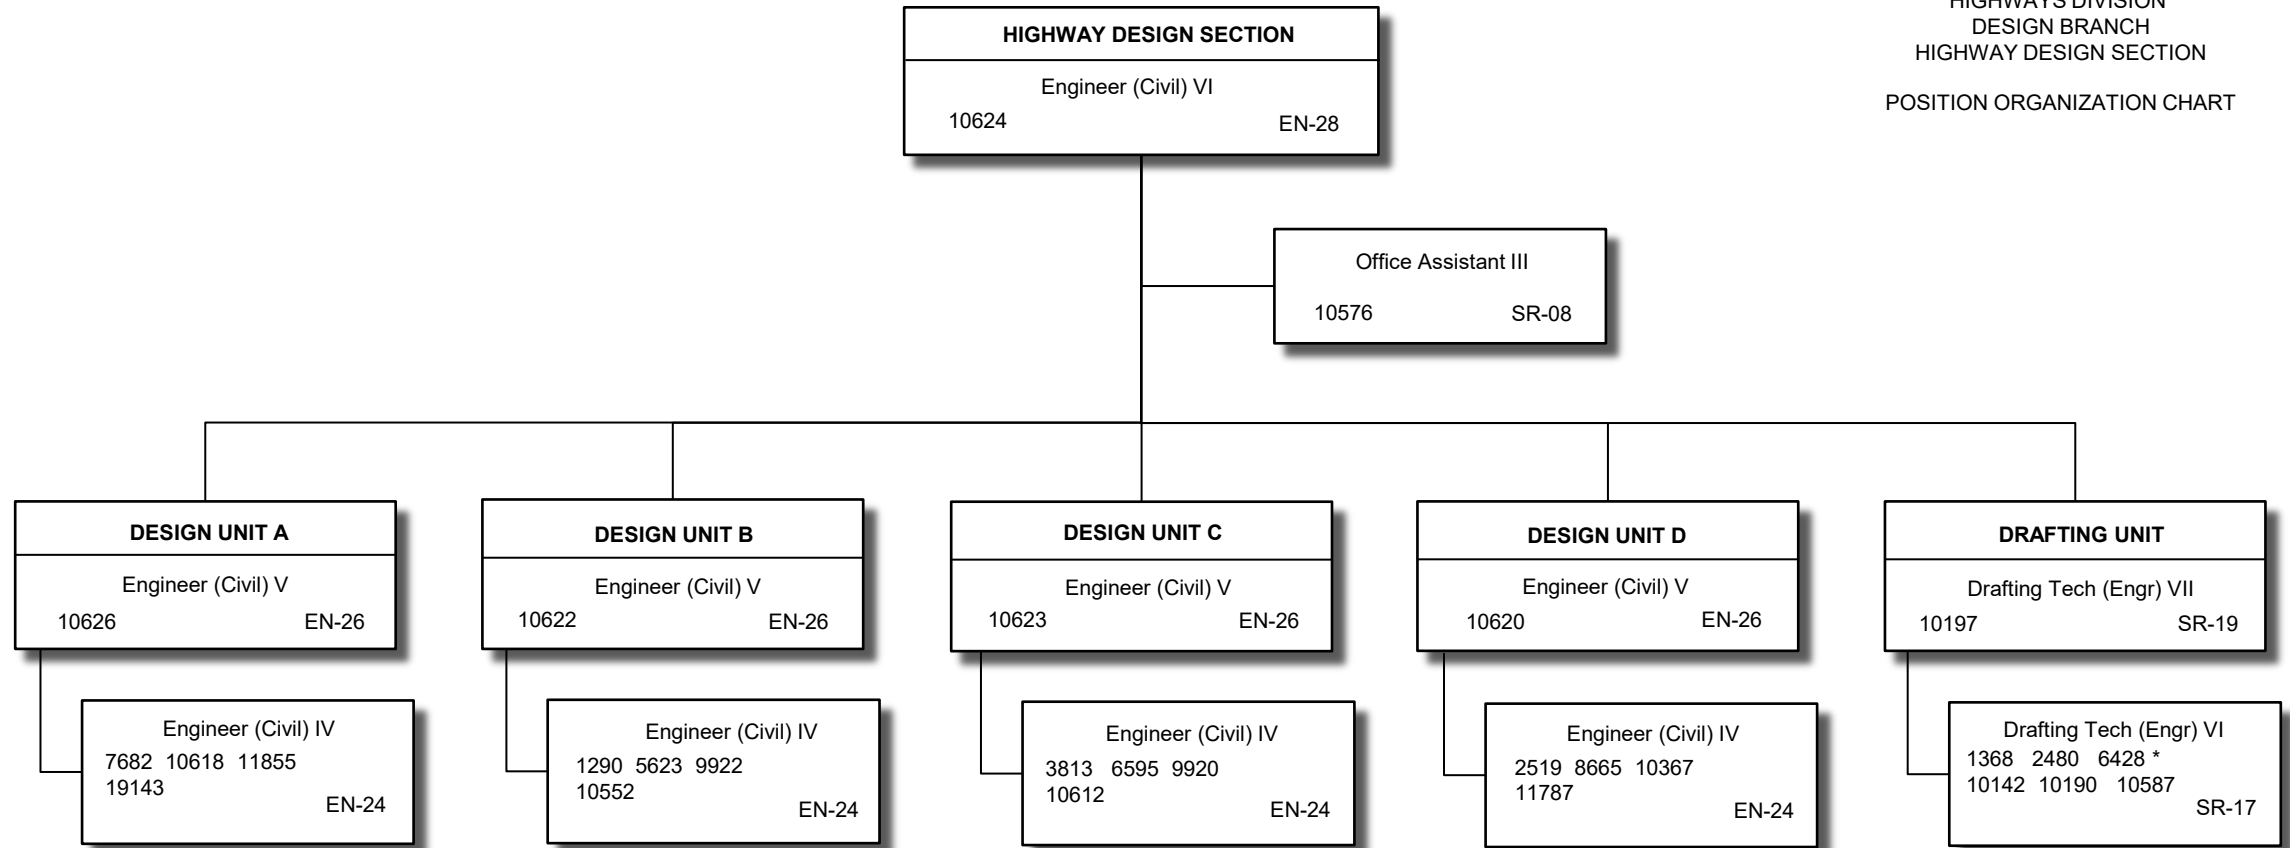 HIGHWAYS DIVISION
DESIGN BRANCH
HIGHWAY DESIGN SECTION
POSITION ORGANIZATION CHART
HIGHWAY DESIGN SECTION
Engineer (Civil) VI
10624 EN-28
Office Assistant III
10576 SR-08
DESIGN UNIT A
Engineer (Civil) V
10626 EN-26
Engineer (Civil) IV
7682 10618 11855
19143
EN-24
DESIGN UNIT B
Engineer (Civil) V
10622 EN-26
Engineer (Civil) IV
1290 5623 9922
10552
EN-24
DESIGN UNIT C
Engineer (Civil) V
10623 EN-26
Engineer (Civil) IV
3813 6595 9920
10612
EN-24
DESIGN UNIT D
Engineer (Civil) V
10620 EN-26
Engineer (Civil) IV
2519 8665 10367
11787
EN-24
DRAFTING UNIT
Drafting Tech (Engr) VII
10197 SR-19
Drafting Tech (Engr) VI
1368 2480 6428 *
10142 10190 10587
SR-17